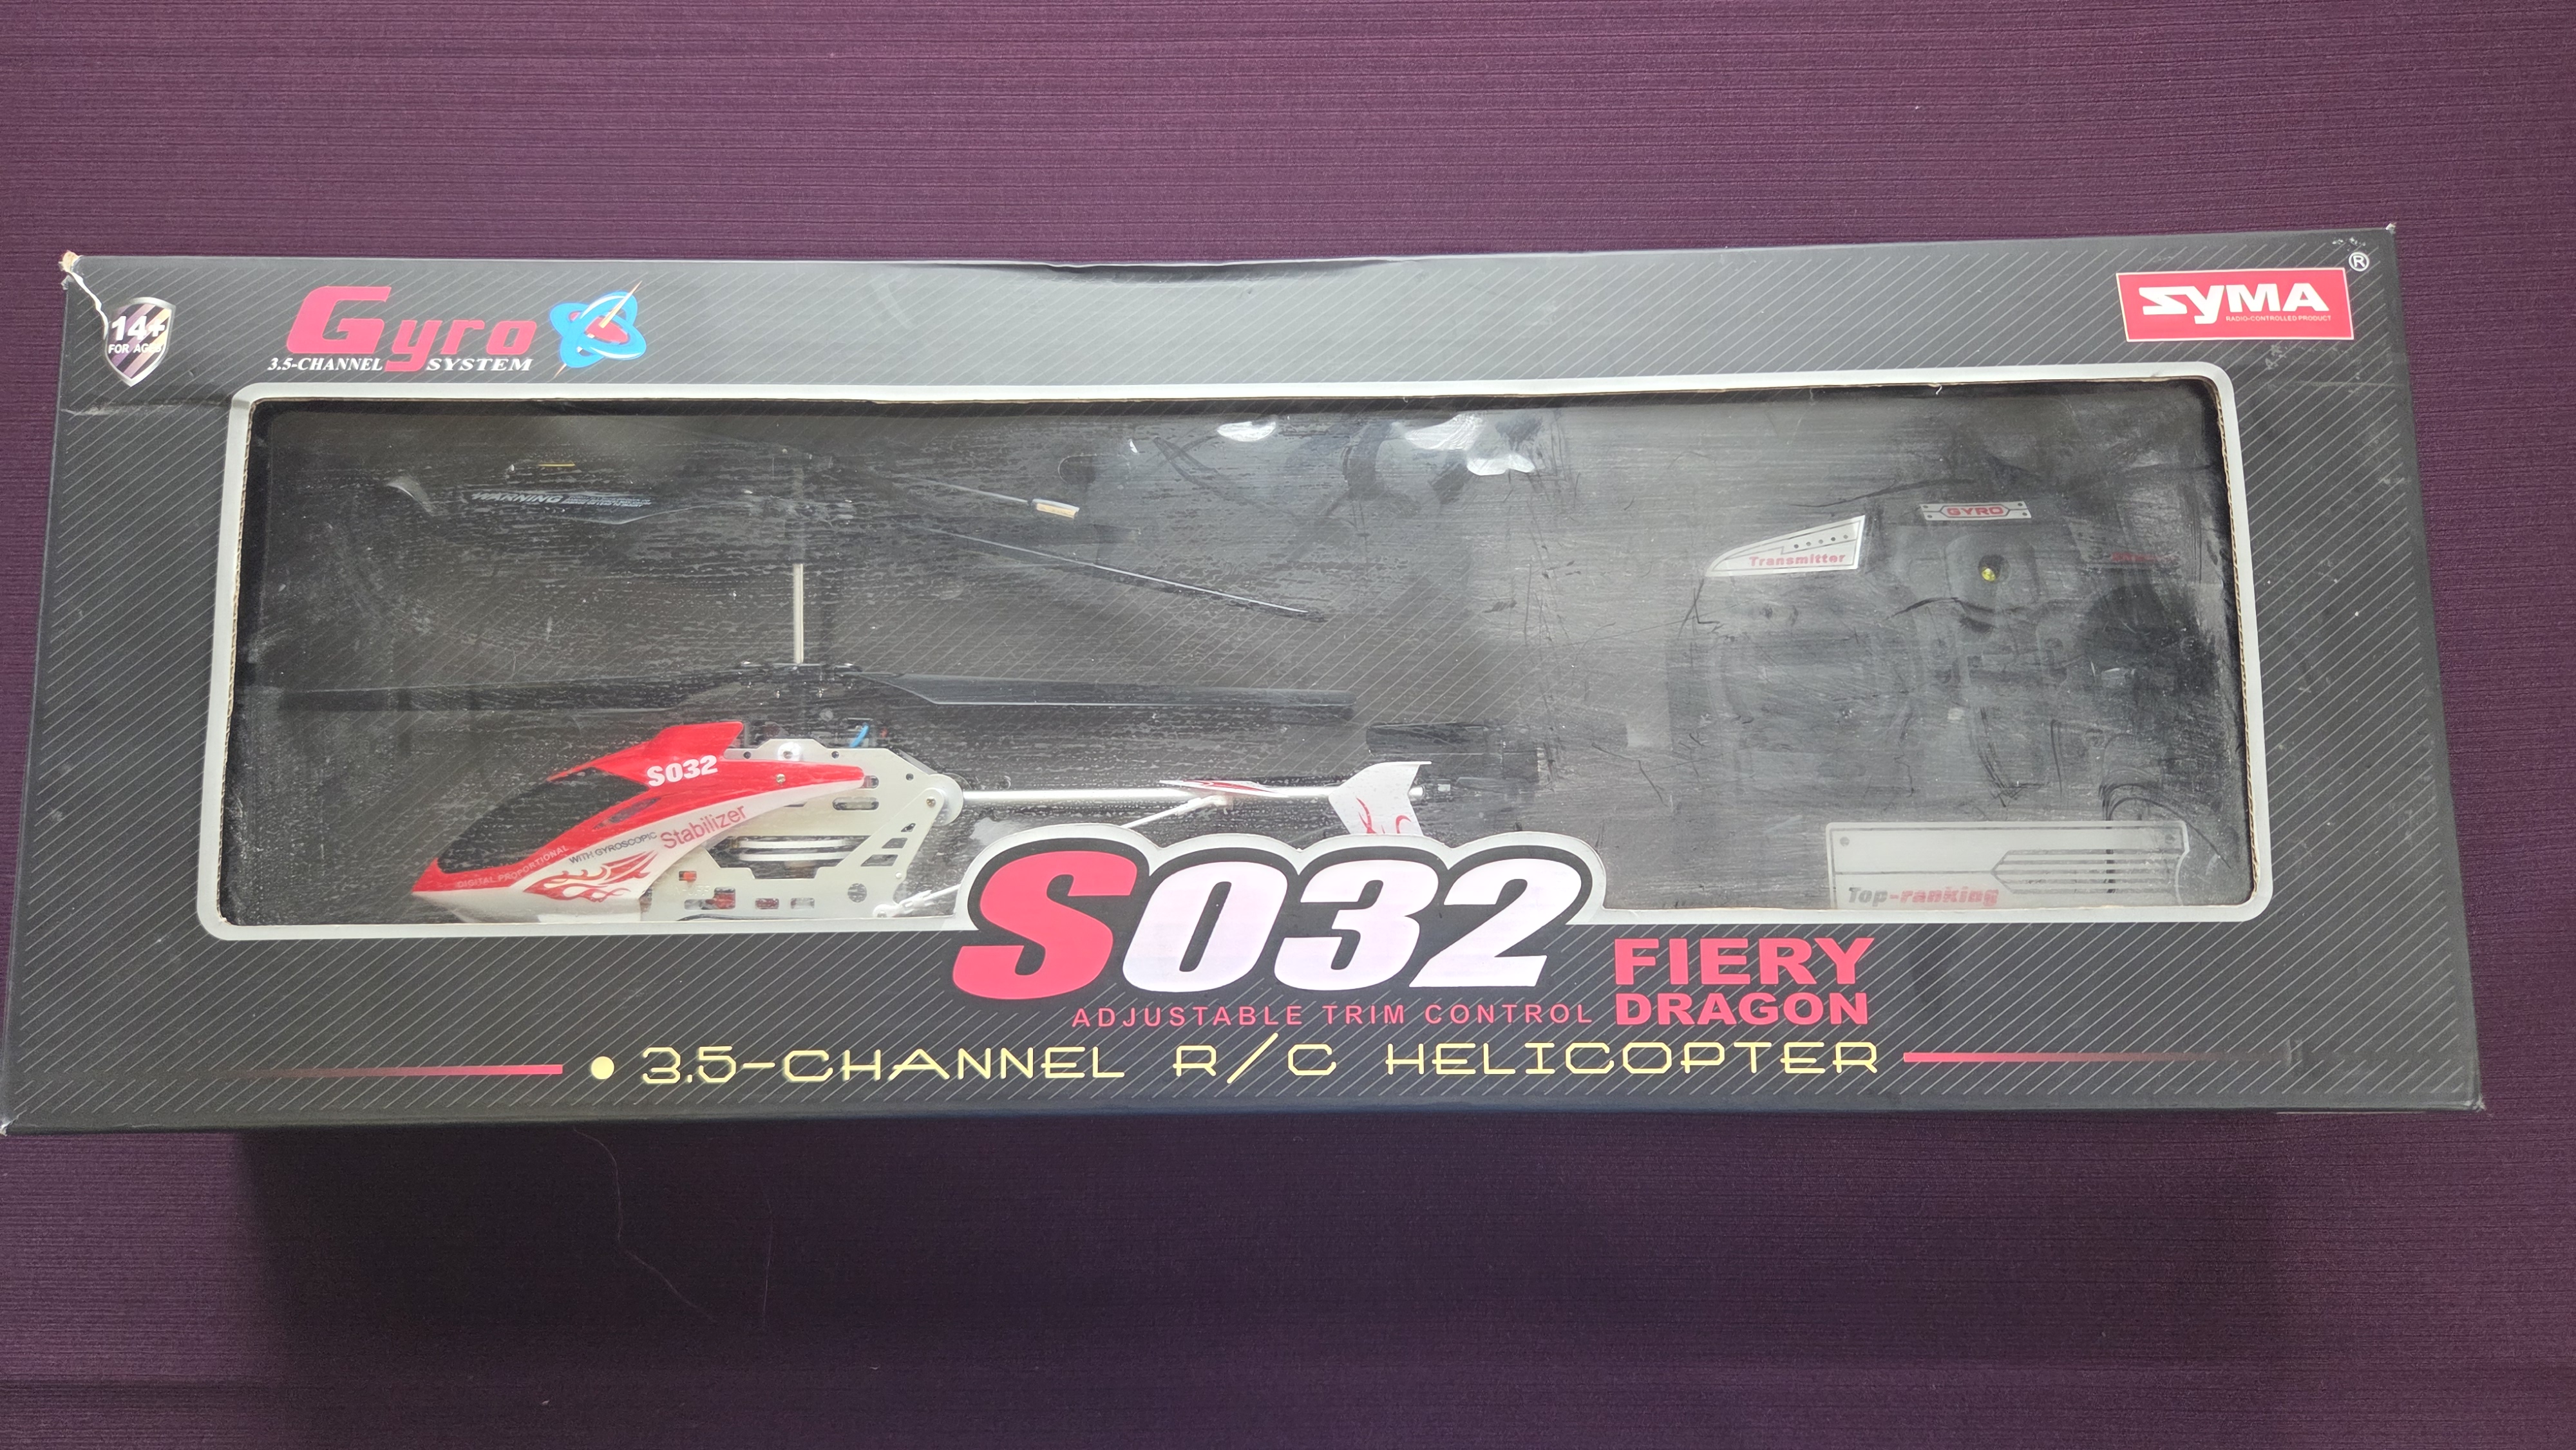 14+
FOR AGES
Gyro
3.5-CHANNEL SYSTEM
SYMA®
RADIO-CONTROLLED PRODUCT
WARNING
GYRO
Transmitter
S032
WITH GYROSCOPIC Stabilizer
DIGITAL PROPORTIONAL
Top-ranking
S032
FIERY
DRAGON
ADJUSTABLE TRIM CONTROL
3.5-CHANNEL R/C HELICOPTER